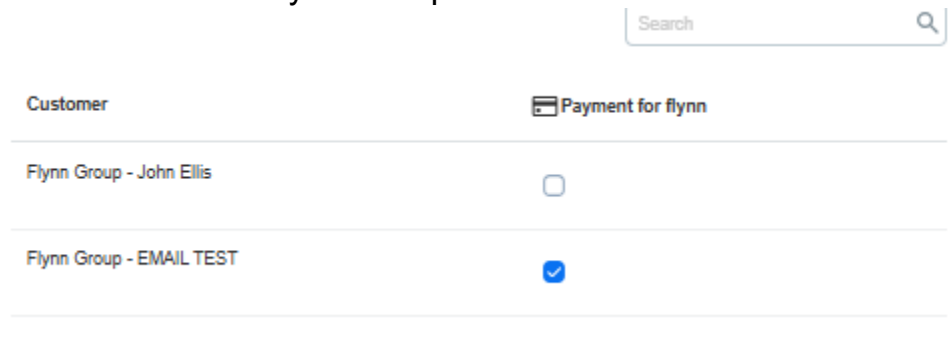 Search
Customer
Payment for flynn
Flynn Group - John Ellis
Flynn Group - EMAIL TEST